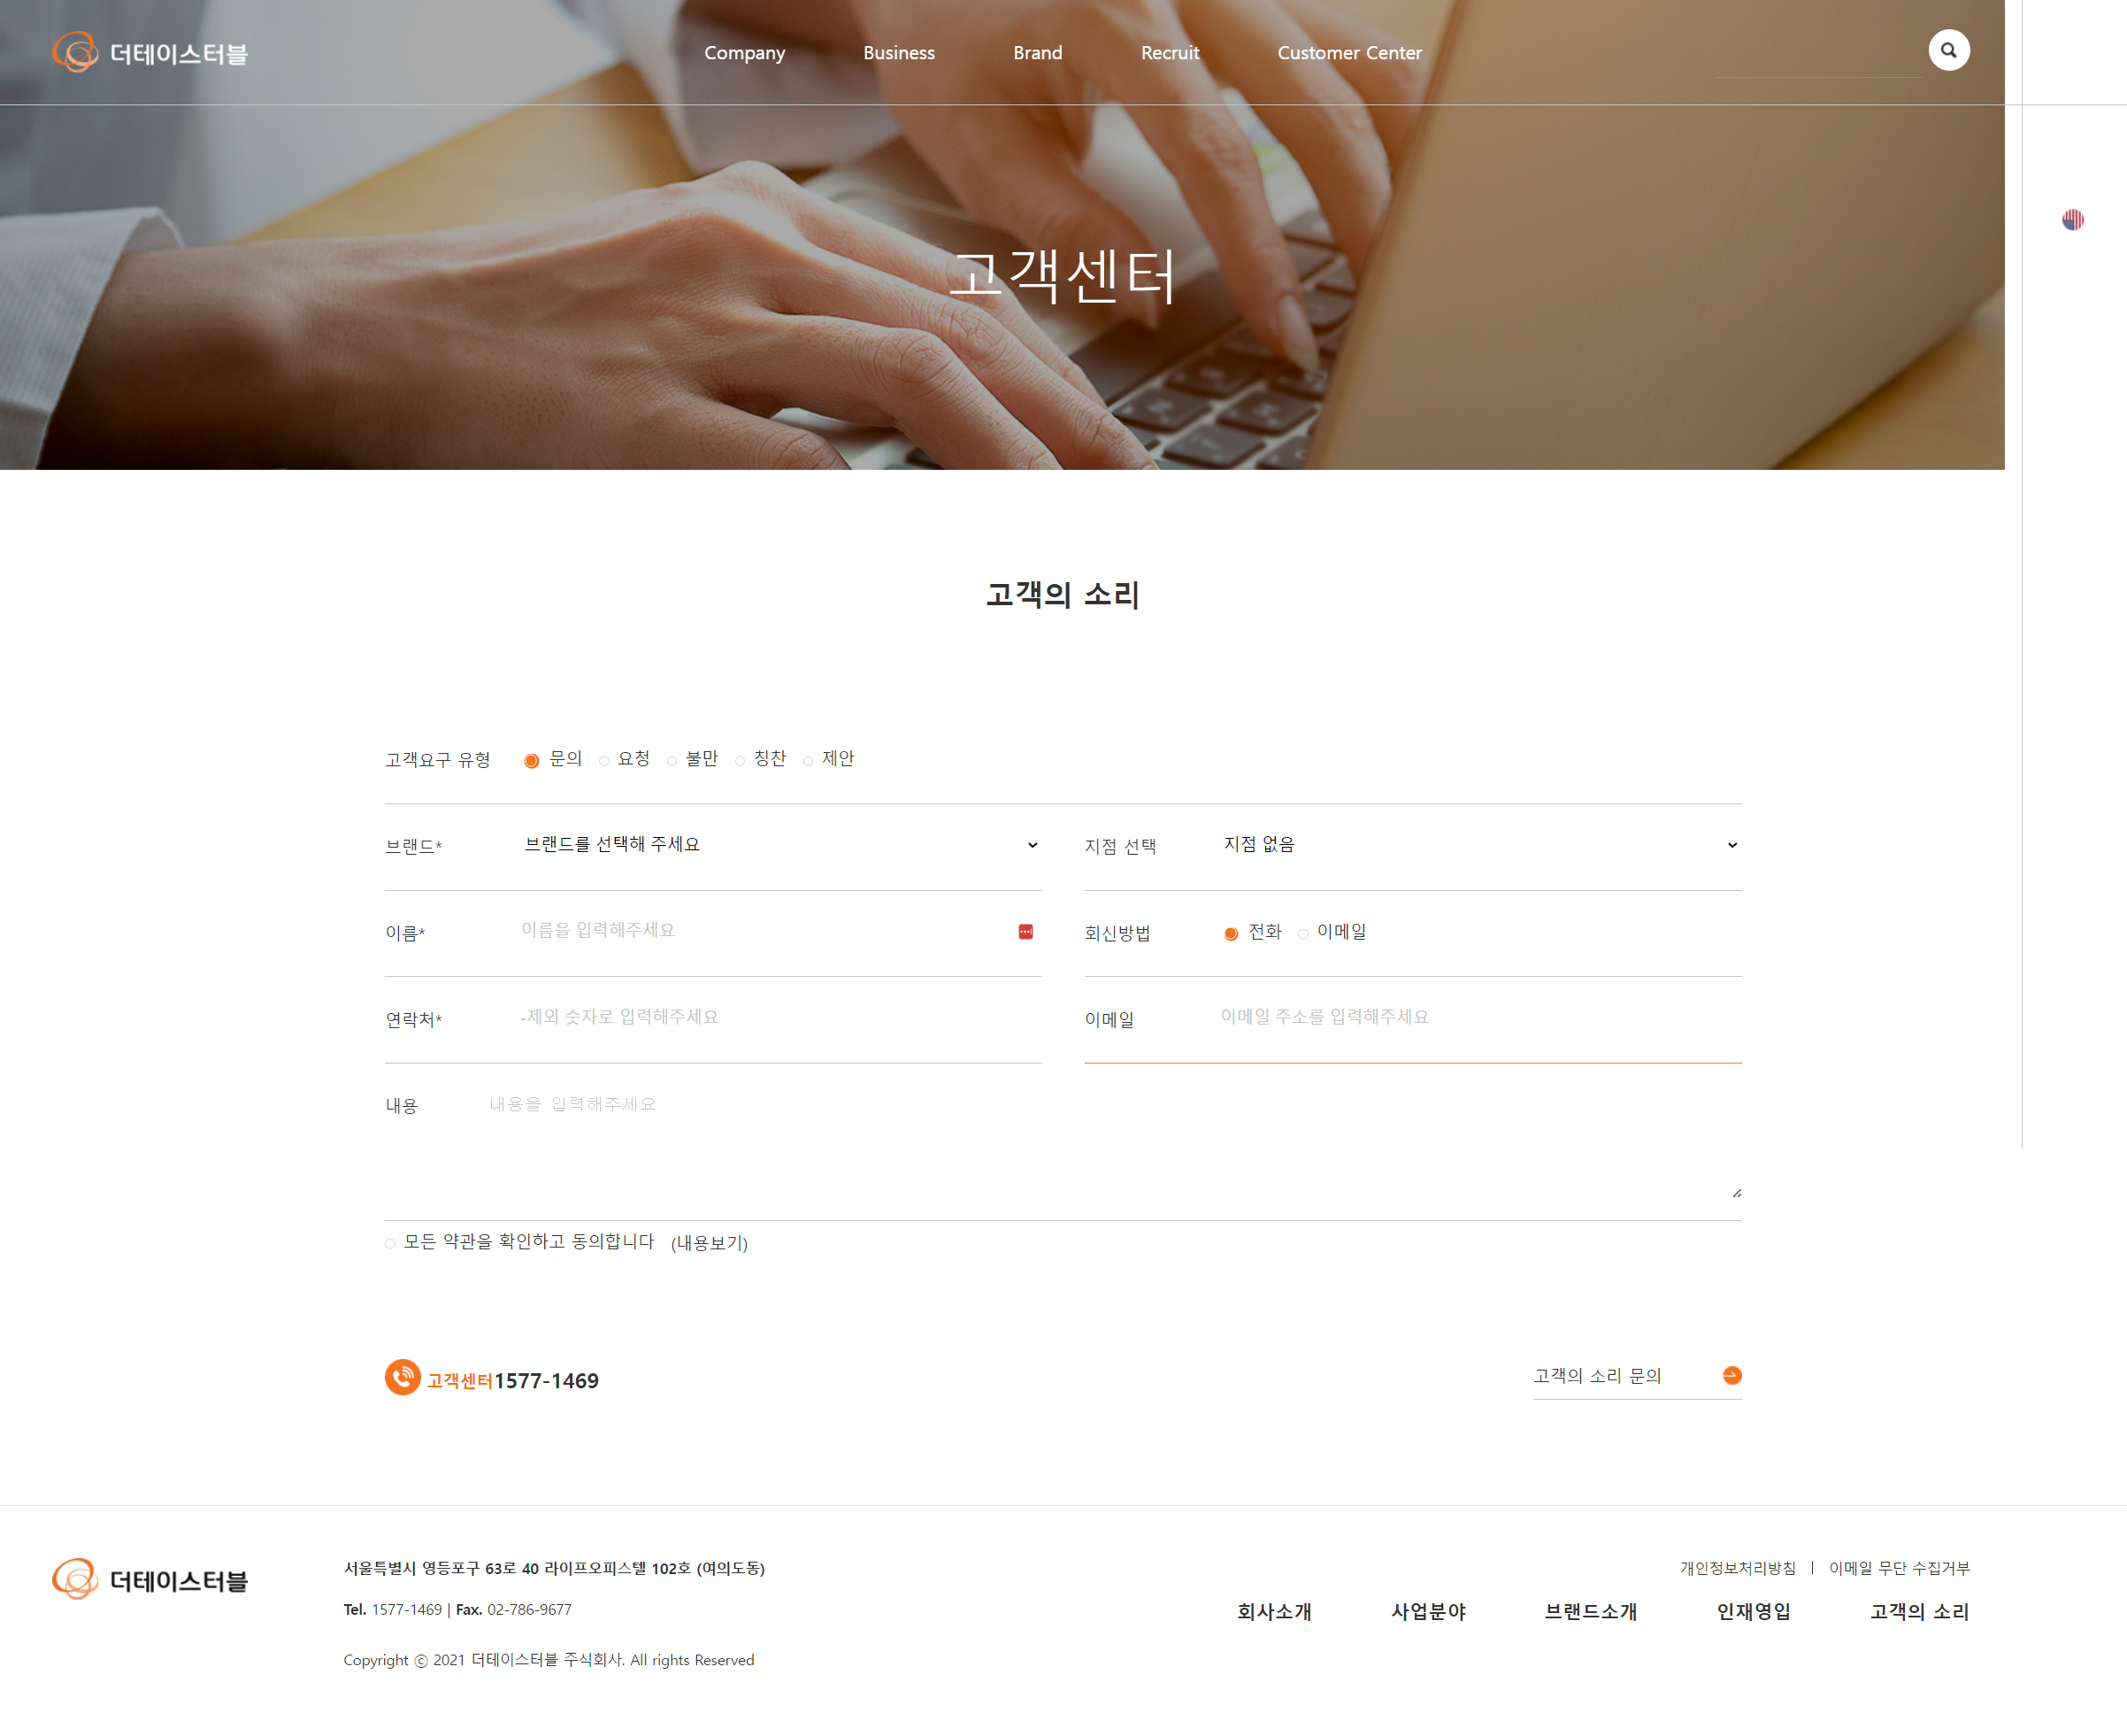 더테이스터블
Company Business Brand Recruit Customer Center
고객센터
고객의 소리
고객요구 유형 문의 요청 불만 칭찬 제안
브랜드* 브랜드를 선택해 주세요 지점 선택 지점 없음
이름* 이름을 입력해주세요 회신방법 전화 이메일
연락처* -제외 숫자로 입력해주세요 이메일 이메일 주소를 입력해주세요
내용 내용을 입력해주세요
모든 약관을 확인하고 동의합니다 (내용보기)
고객센터1577-1469 고객의 소리 문의
더테이스터블
서울특별시 영등포구 63로 40 라이프오피스텔 102호 (여의도동)
Tel. 1577-1469 | Fax. 02-786-9677
Copyright ⓒ 2021 더테이스터블 주식회사. All rights Reserved
개인정보처리방침 | 이메일 무단 수집거부
회사소개 사업분야 브랜드소개 인재영입 고객의 소리